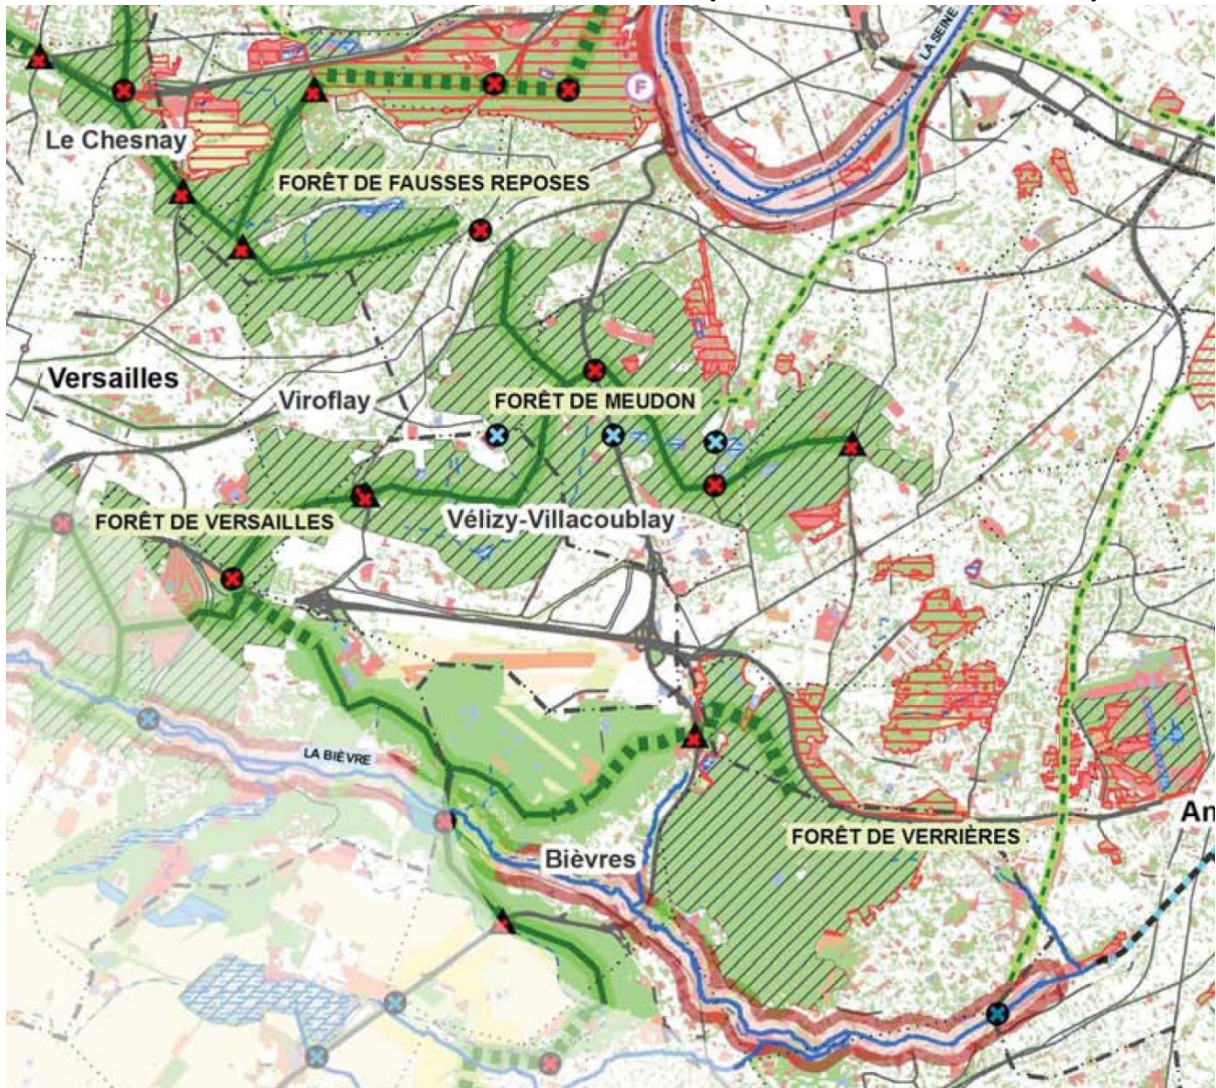 LA SEINE
F
Le Chesnay
FORÊT DE FAUSSES REPOSES
Versailles
Viroflay
FORÊT DE MEUDON
FORÊT DE VERSAILLES
Vélizy-Villacoublay
LA BIÈVRE
An
FORÊT DE VERRIÈRES
Bièvres